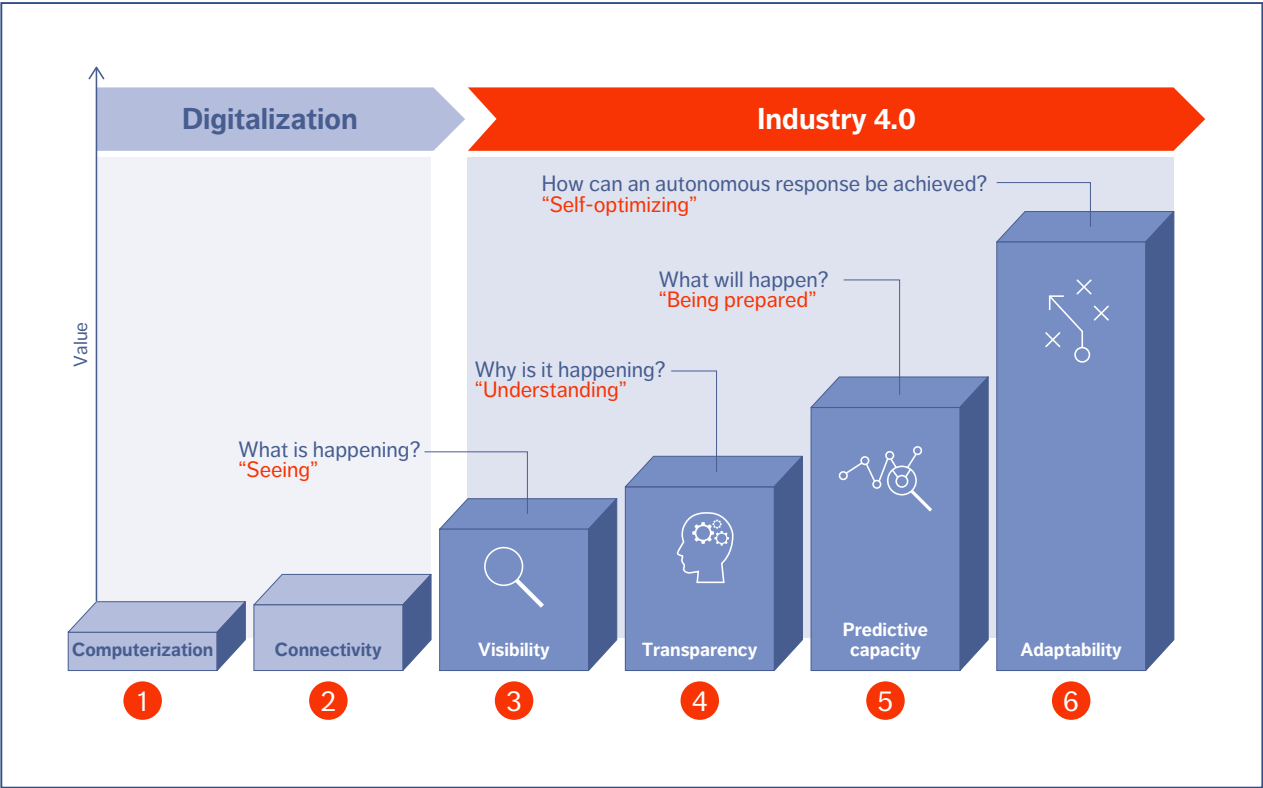 Digitalization
Industry 4.0
How can an autonomous response be achieved?
“Self-optimizing”
What will happen?
“Being prepared”
Value
Why is it happening?
“Understanding”
What is happening?
“Seeing”
Computerization
Connectivity
Visibility
Transparency
Predictive
capacity
Adaptability
1
2
3
4
5
6